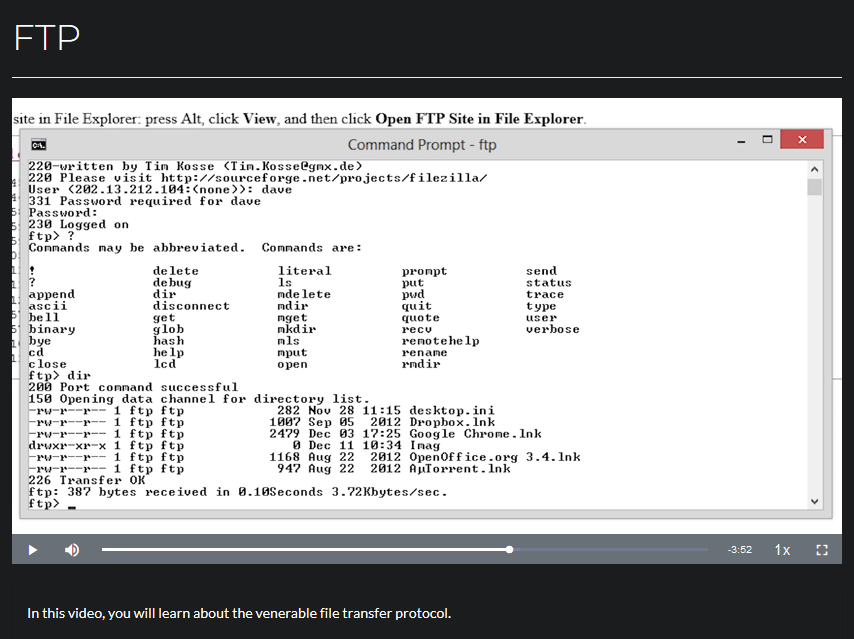 FTP
site in File Explorer: press Alt, click View, and then click Open FTP Site in File Explorer.
Command Prompt - ftp
220-written by Tim Kosse (Tim.Kosse@gmx.de)
220 Please visit http://sourceforge.net/projects/filezilla/
User (202.13.212.104:(none)): dave
331 Password required for dave
Password:
230 Logged on
ftp> ?
Commands may be abbreviated.  Commands are:
! delete literal prompt send
? debug ls put status
append dir mdelete pwd trace
ascii disconnect mdir quit type
bell get mget quote user
binary glob mkdir recv verbose
bye hash mls remotehelp
cd help mput rename
close lcd open rmdir
ftp> dir
200 Port command successful
150 Opening data channel for directory list.
-rw-r--r-- 1 ftp ftp 282 Nov 28 11:15 desktop.ini
-rw-r--r-- 1 ftp ftp 1007 Sep 05  2012 Dropbox.lnk
-rw-r--r-- 1 ftp ftp 2479 Dec 03 17:25 Google Chrome.lnk
drwxr-xr-x 1 ftp ftp 0 Dec 11 10:34 Imag
-rw-r--r-- 1 ftp ftp 1168 Aug 22  2012 OpenOffice.org 3.4.lnk
-rw-r--r-- 1 ftp ftp 947 Aug 22  2012 AµTorrent.lnk
226 Transfer OK
ftp: 387 bytes received in 0.10Seconds 3.72Kbytes/sec.
ftp> _
-3:52 1x
In this video, you will learn about the venerable file transfer protocol.